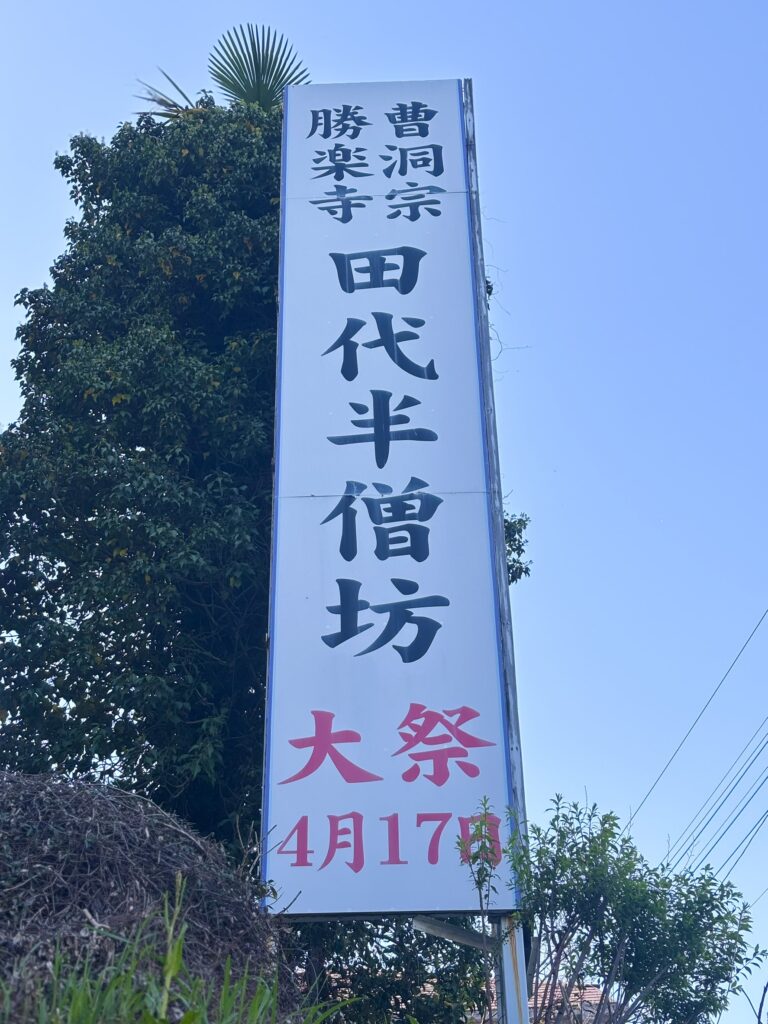 曹洞宗
勝楽寺
田代半僧坊
大祭
4月17日